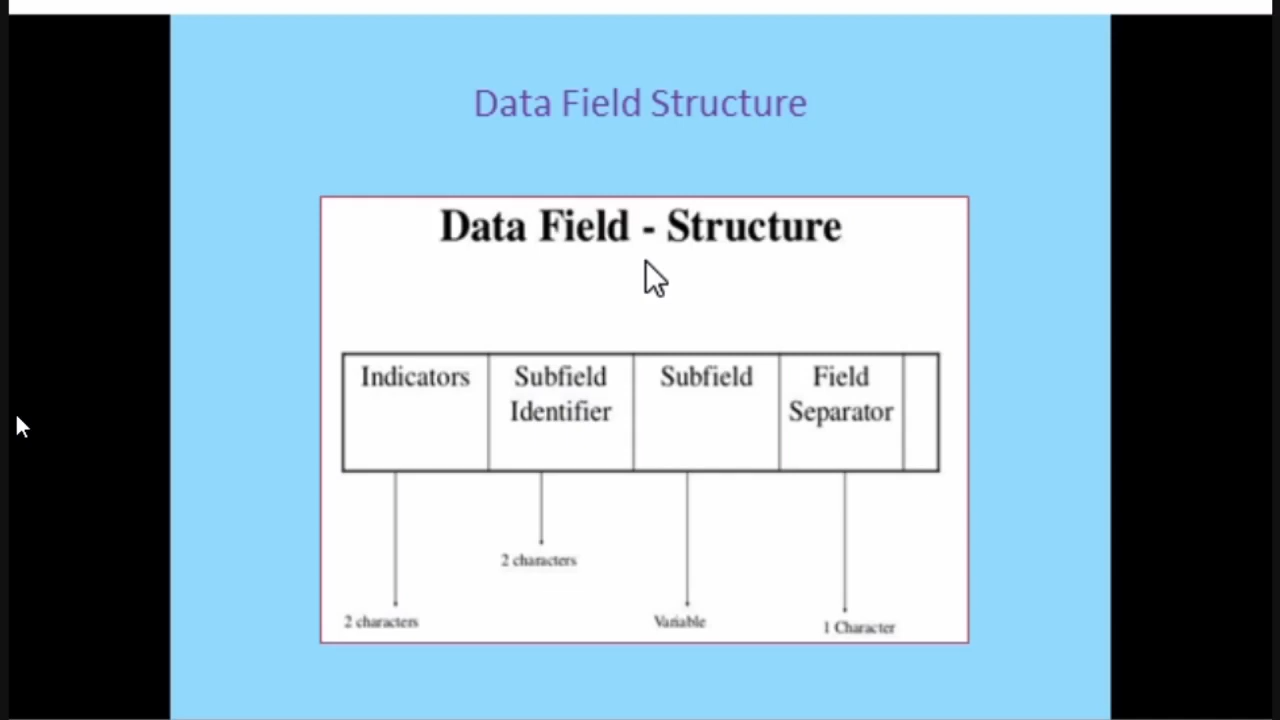 Data Field Structure
Data Field - Structure
Indicators
Subfield
Identifier
Subfield
Field
Separator
2 characters
2 characters
Variable
1 Character